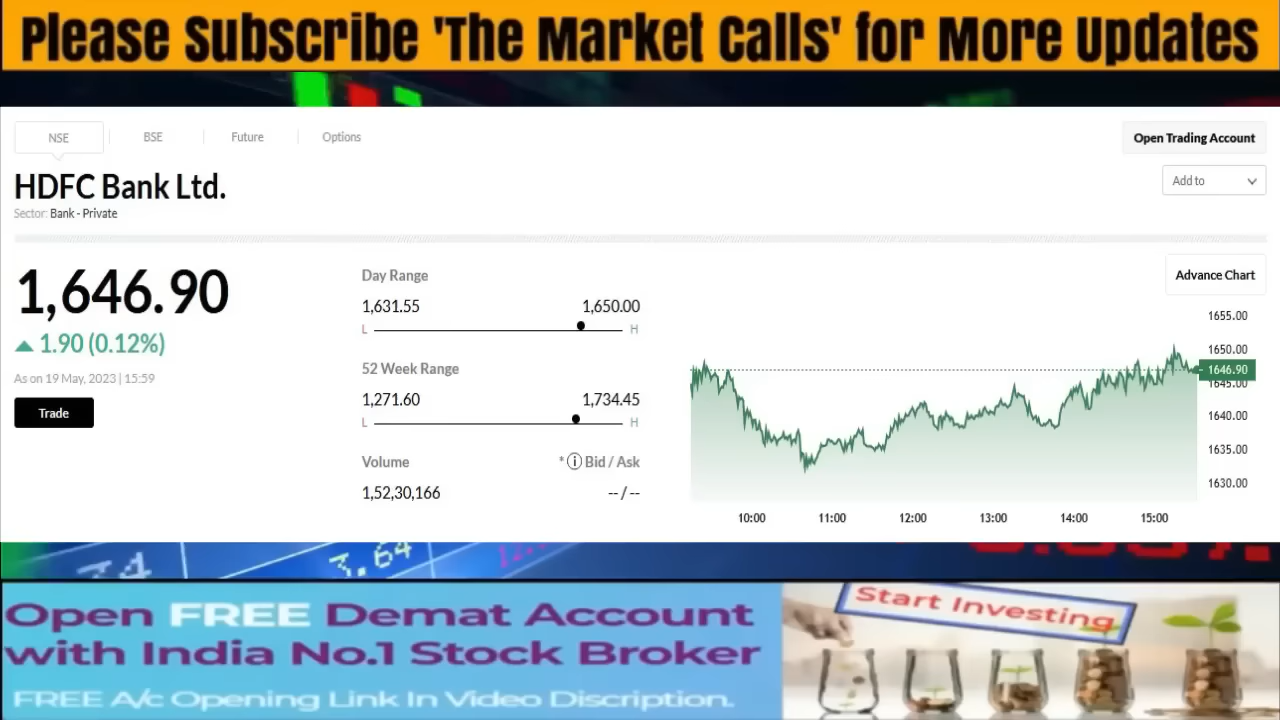 Please Subscribe 'The Market Calls' for More Updates
NSE
BSE
Future
Options
Open Trading Account
HDFC Bank Ltd.
Add to
Sector: Bank - Private
1,646.90
1.90 (0.12%)
As on 19 May, 2023 | 15:59
Trade
Day Range
1,631.55 1,650.00
L H
52 Week Range
1,271.60 1,734.45
L H
Volume * i Bid / Ask
1,52,30,166 -- / --
Advance Chart
1655.00
1650.00
1646.90
1645.00
1640.00
1635.00
1630.00
10:00 11:00 12:00 13:00 14:00 15:00
3.64
Open FREE Demat Account
with India No.1 Stock Broker
FREE A/c Opening Link In Video Discription.
Start Investing